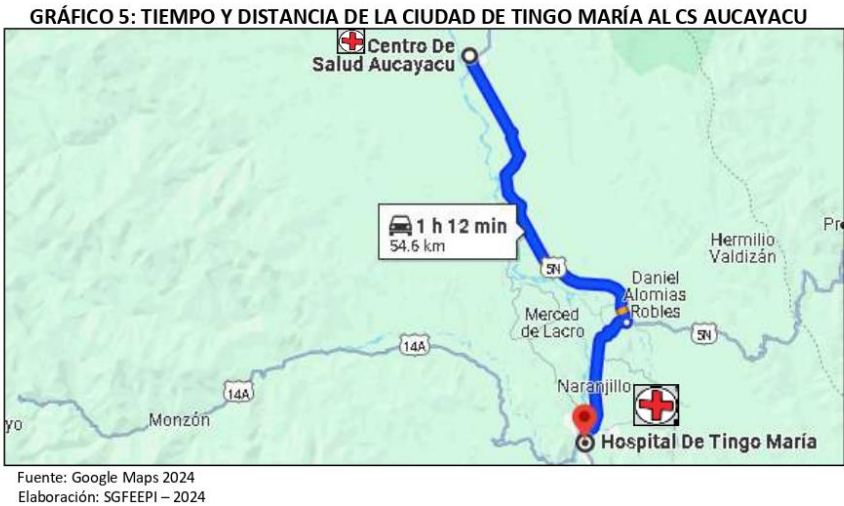 GRÁFICO 5: TIEMPO Y DISTANCIA DE LA CIUDAD DE TINGO MARÍA AL CS AUCAYACU
Centro De
Salud Aucayacu
1 h 12 min
54.6 km
Hermilio
Valdizán
5N
Daniel
Alomias
Robles
Merced
de Lacro
5N
14A
Naranjillo
14A
Monzón
yo
Hospital De Tingo María
Fuente: Google Maps 2024
Elaboración: SGFEEPI – 2024